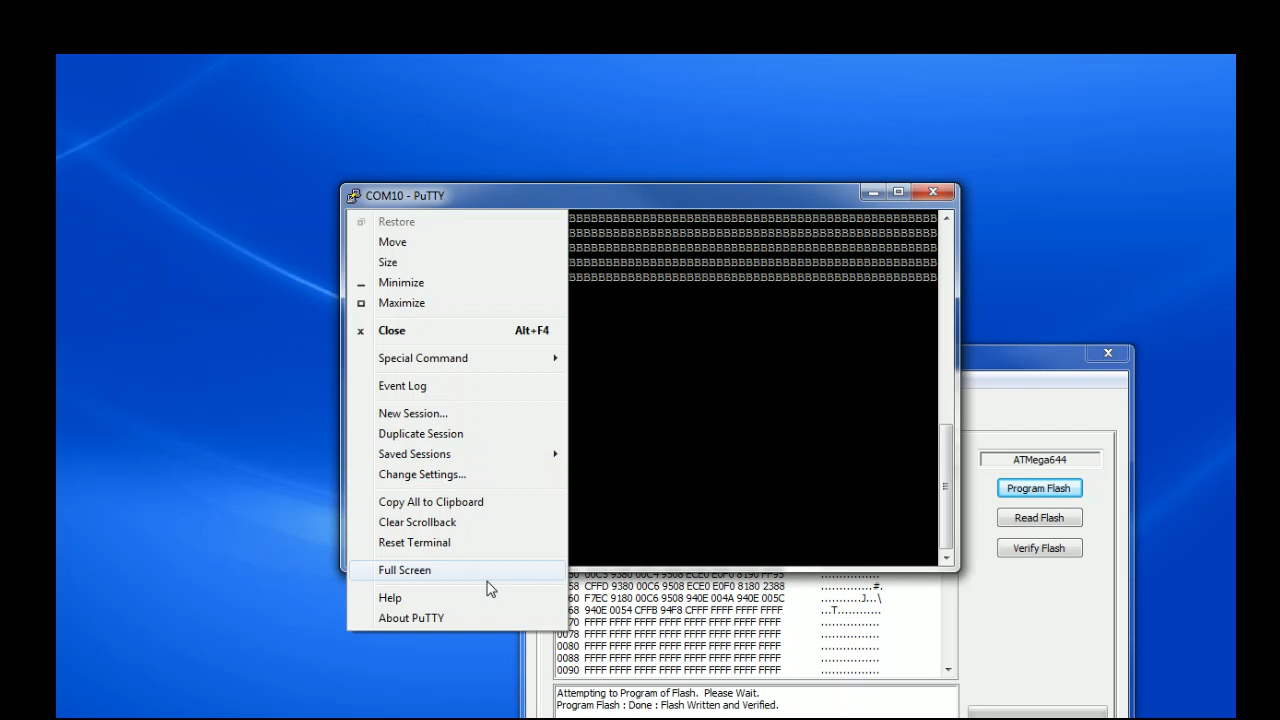 COM10 - PuTTY
Restore
Move
Size
Minimize
Maximize
x Close Alt+F4
Special Command
Event Log
New Session...
Duplicate Session
Saved Sessions
Change Settings...
Copy All to Clipboard
Clear Scrollback
Reset Terminal
Full Screen
Help
About PuTTY
ATMega644
Program Flash
Read Flash
Verify Flash
58 CFFD 9380 00C6 9508 ECE0 E0F0 8180 2388 ..............#.
60 F7EC 9180 00C6 9508 940E 004A 940E 005C ...........J...\
68 940E 0054 CFFB 94F8 CFFF FFFF FFFF FFFF ...T............
70 FFFF FFFF FFFF FFFF FFFF FFFF FFFF FFFF ................
0078 FFFF FFFF FFFF FFFF FFFF FFFF FFFF FFFF ................
0080 FFFF FFFF FFFF FFFF FFFF FFFF FFFF FFFF ................
0088 FFFF FFFF FFFF FFFF FFFF FFFF FFFF FFFF ................
0090 FFFF FFFF FFFF FFFF FFFF FFFF FFFF FFFF ................
Attempting to Program of Flash. Please Wait.
Program Flash : Done : Flash Written and Verified.